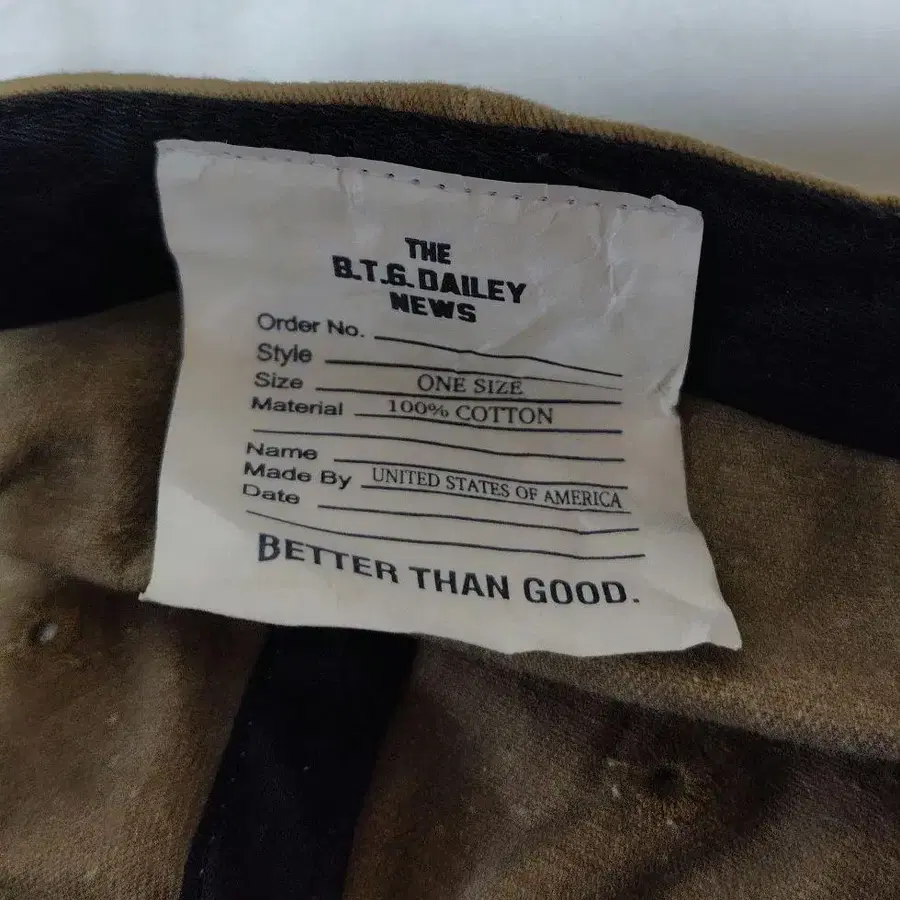 THE
B.T.G. DAILEY
NEWS
Order No.
Style
Size ONE SIZE
Material 100% COTTON
Name
Made By UNITED STATES OF AMERICA
Date
BETTER THAN GOOD.